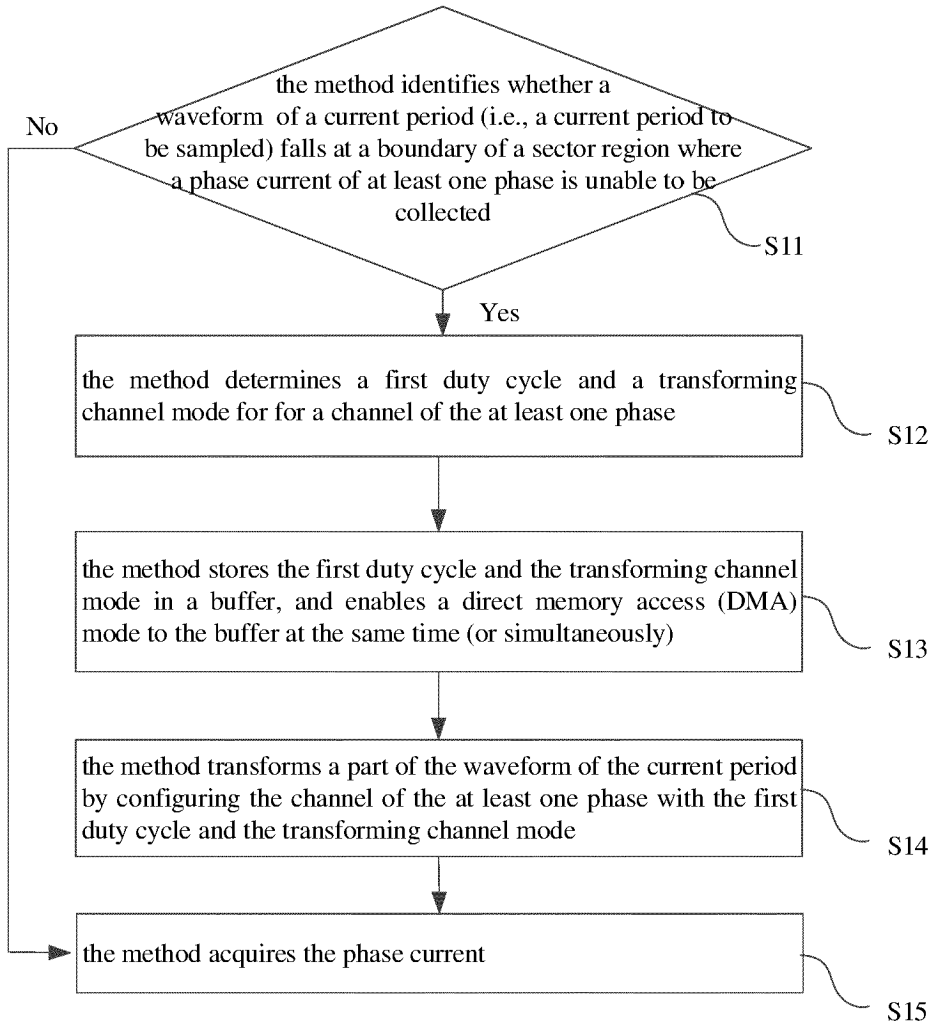 the method identifies whether a
waveform of a current period (i.e., a current period to
be sampled) falls at a boundary of a sector region where
a phase current of at least one phase is unable to be
collected
No
S11
Yes
the method determines a first duty cycle and a transforming
channel mode for for a channel of the at least one phase
S12
the method stores the first duty cycle and the transforming channel
mode in a buffer, and enables a direct memory access (DMA)
mode to the buffer at the same time (or simultaneously)
S13
the method transforms a part of the waveform of the current period
by configuring the channel of the at least one phase with the first
duty cycle and the transforming channel mode
S14
the method acquires the phase current
S15